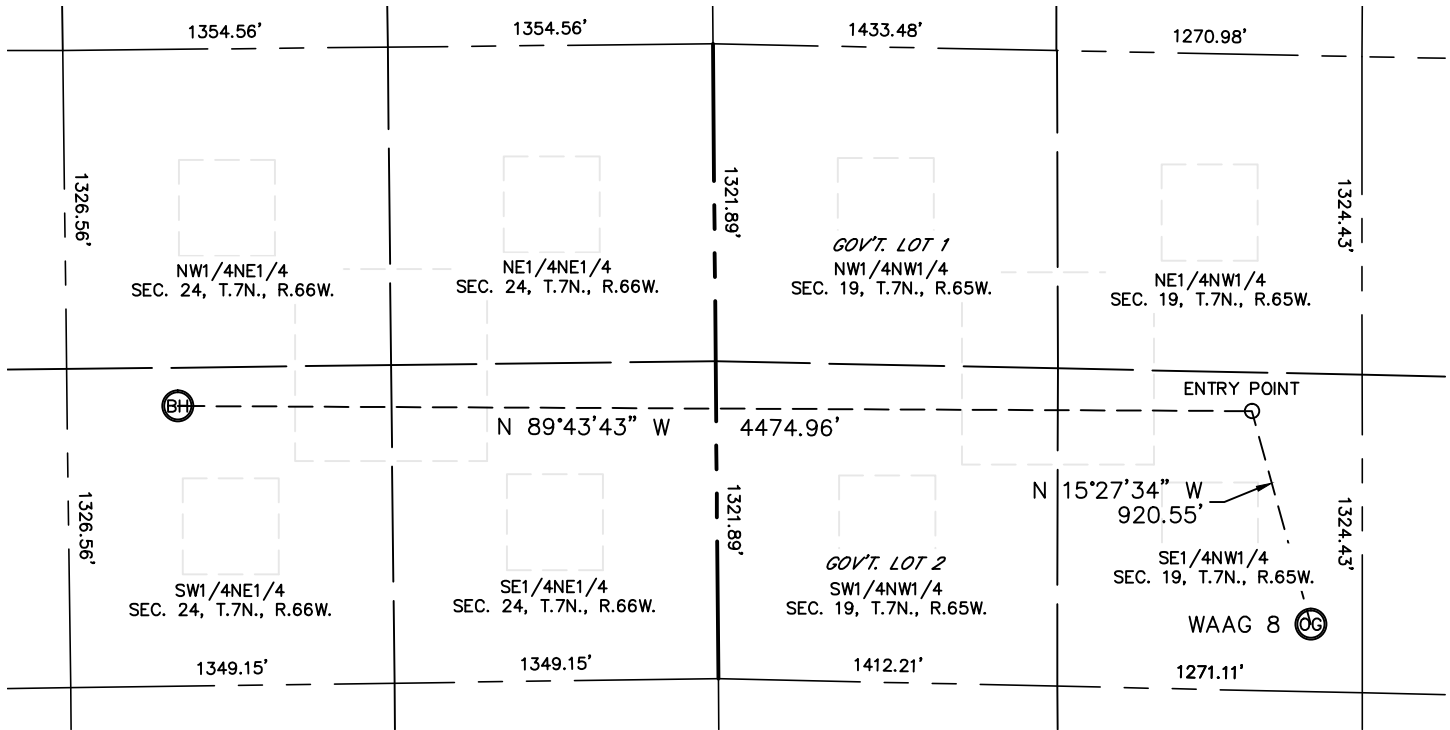 1354.56'
1354.56'
1433.48'
1270.98'
1326.56'
1321.89'
1324.43'
NW1/4NE1/4
SEC. 24, T.7N., R.66W.
NE1/4NE1/4
SEC. 24, T.7N., R.66W.
GOV'T. LOT 1
NW1/4NW1/4
SEC. 19, T.7N., R.65W.
NE1/4NW1/4
SEC. 19, T.7N., R.65W.
ENTRY POINT
BH
N 89°43'43" W 4474.96'
N 15°27'34" W
920.55'
1326.56'
1321.89'
1324.43'
SW1/4NE1/4
SEC. 24, T.7N., R.66W.
SE1/4NE1/4
SEC. 24, T.7N., R.66W.
GOV'T. LOT 2
SW1/4NW1/4
SEC. 19, T.7N., R.65W.
SE1/4NW1/4
SEC. 19, T.7N., R.65W.
WAAG 8 OG
1349.15'
1349.15'
1412.21'
1271.11'